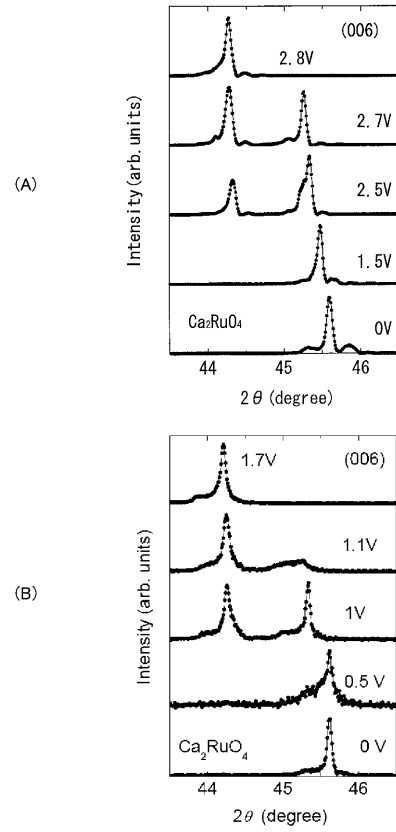 (A)
(006)
2.8V
2.7V
2.5V
1.5V
Ca₂RuO₄
0V
Intensity (arb. units)
44 45 46
2θ (degree)
(B)
1.7V
(006)
1.1V
1V
0.5 V
Ca₂RuO₄
0 V
Intensity (arb. units)
44 45 46
2θ (degree)